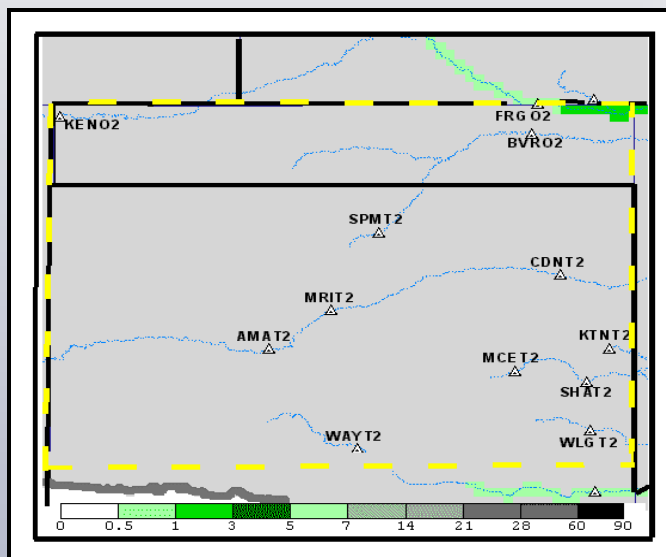 KENO2
FRGO2
BVRO2
SPMT2
CDNT2
MRIT2
AMAT2
KTNT2
MCET2
SHAT2
WAYT2
WLGT2
0 0.5 1 3 5 7 14 21 28 60 90